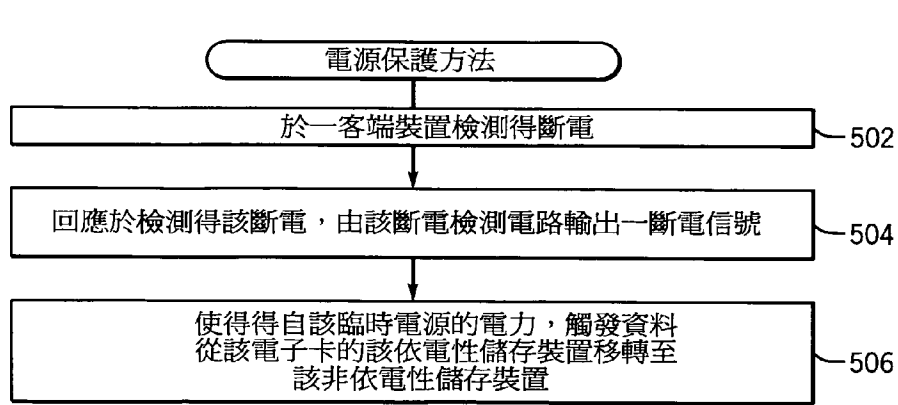 電源保護方法
於一客端裝置檢測得斷電
502
回應於檢測得該斷電，由該斷電檢測電路輸出一斷電信號
504
使得得自該臨時電源的電力，觸發資料
從該電子卡的該依電性儲存裝置移轉至
該非依電性儲存裝置
506